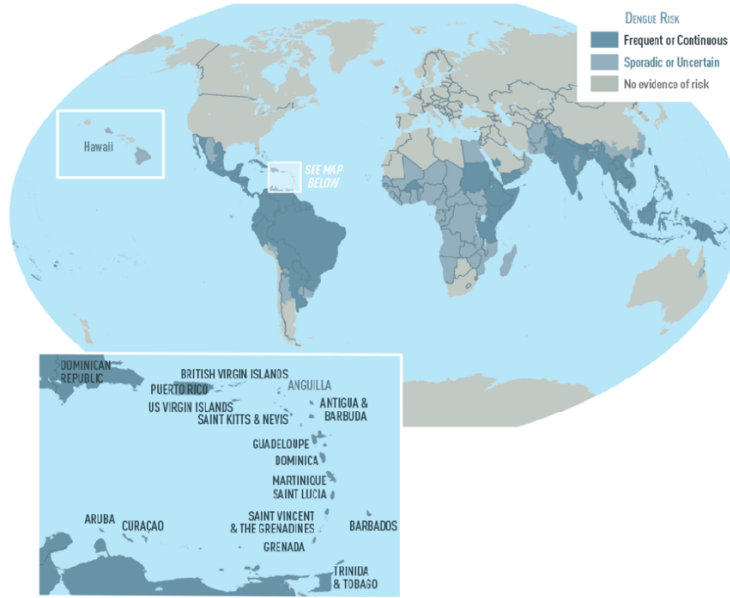 DENGUE RISK
Frequent or Continuous
Sporadic or Uncertain
No evidence of risk
Hawaii
SEE MAP
BELOW
DOMINICAN
REPUBLIC
BRITISH VIRGIN ISLANDS
PUERTO RICO
ANGUILLA
US VIRGIN ISLANDS
ANTIGUA &
BARBUDA
SAINT KITTS & NEVIS
GUADELOUPE
DOMINICA
MARTINIQUE
SAINT LUCIA
SAINT VINCENT
& THE GRENADINES
BARBADOS
ARUBA
CURAÇAO
GRENADA
TRINIDA
& TOBAGO